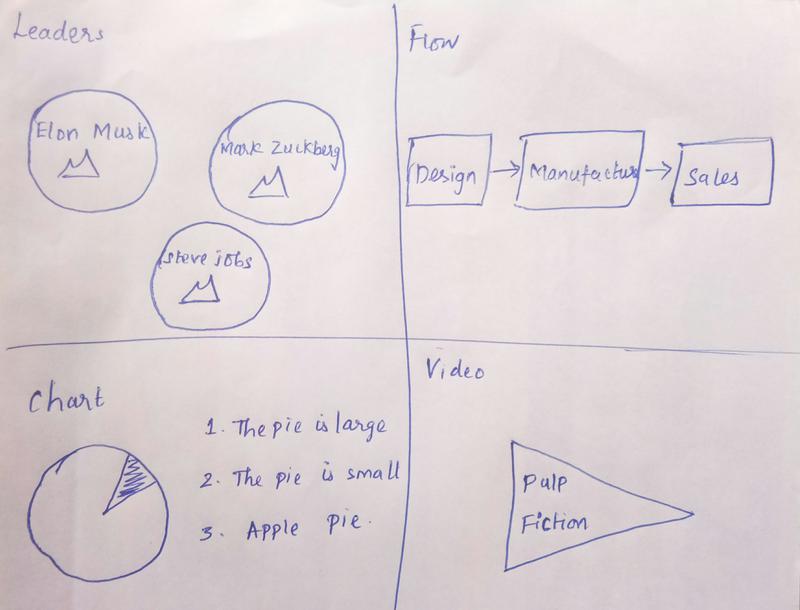 Leaders
Elon Musk
Mark Zuckberg
Steve jobs
Flow
Design
Manufactur
Sales
Chart
1. The pie is large
2. The pie is small
3. Apple pie.
Video
Pulp
Fiction